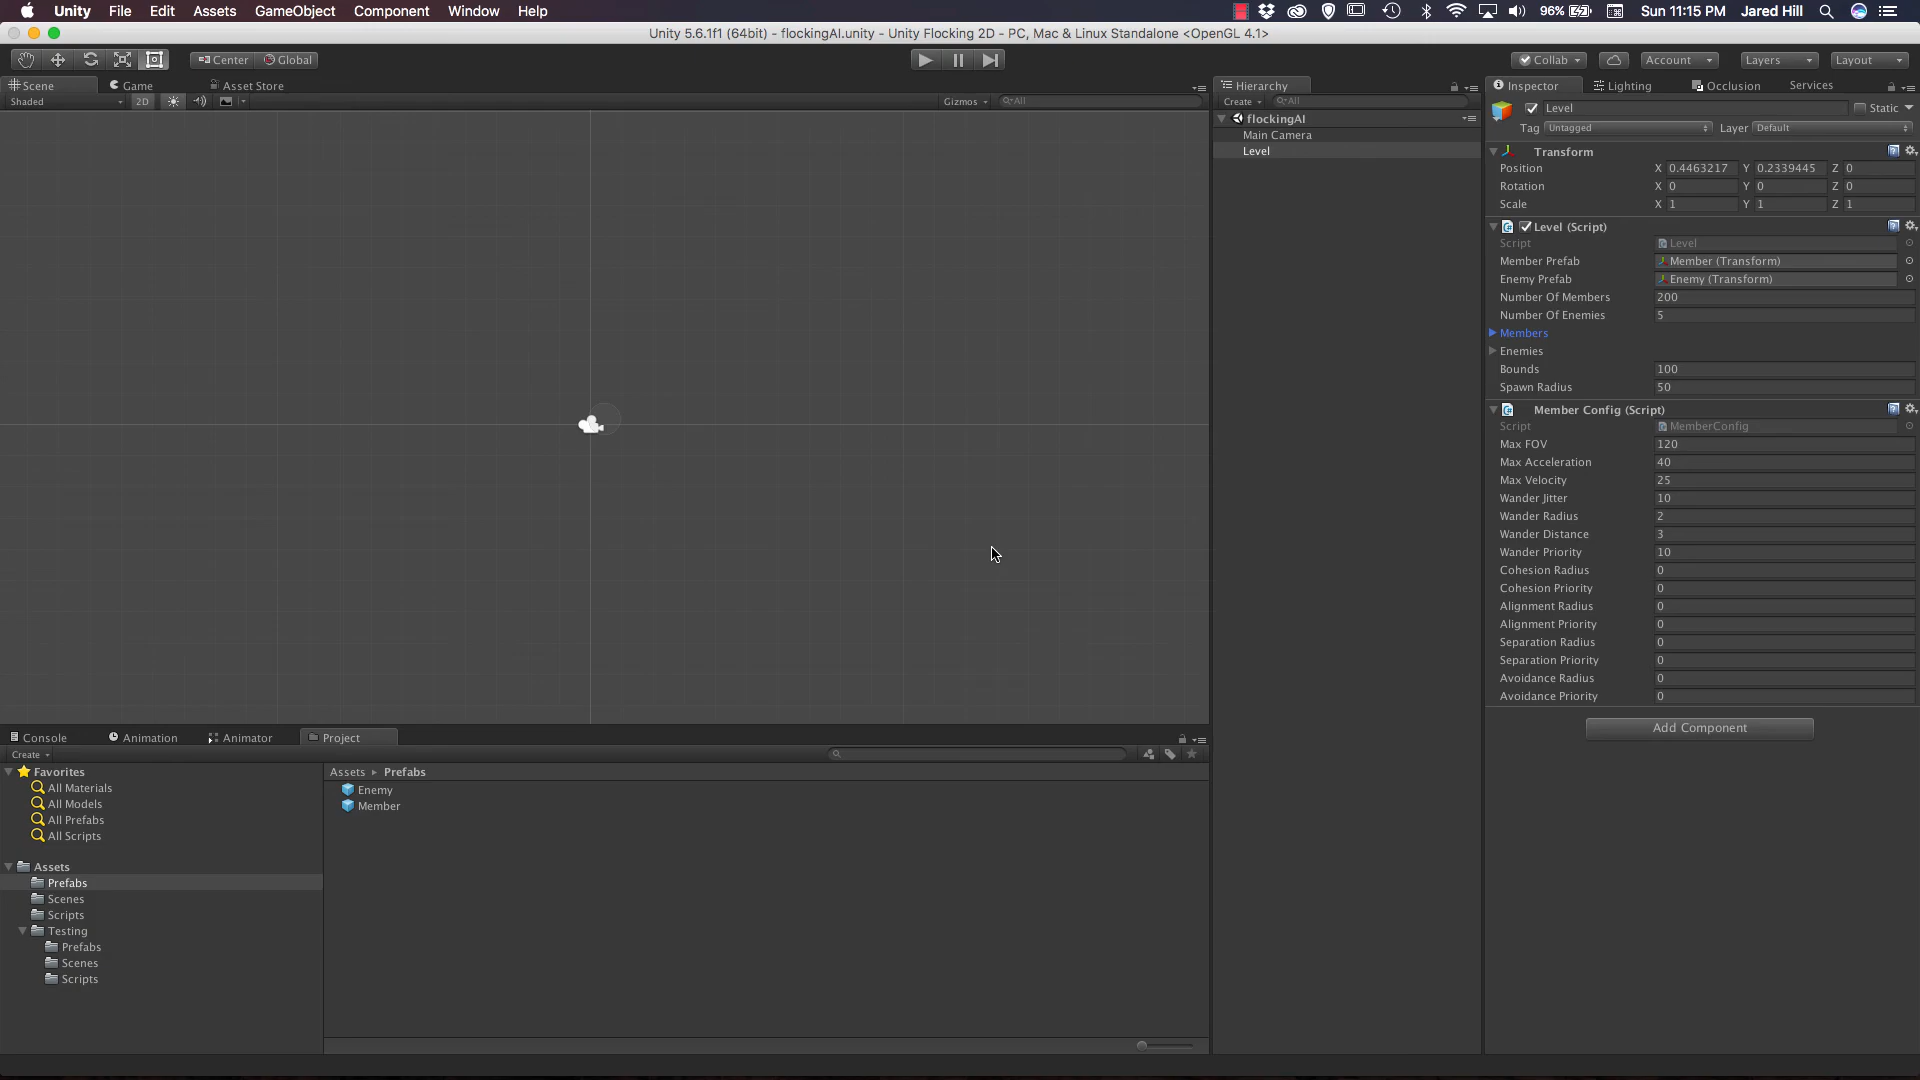 Unity File Edit Assets GameObject Component Window Help 96% Sun 11:15 PM Jared Hill
Unity 5.6.1f1 (64bit) - flockingAI.unity - Unity Flocking 2D - PC, Mac & Linux Standalone <OpenGL 4.1>
Center Global Collab Account Layers Layout
Scene Game Asset Store
Shaded 2D Gizmos All
Hierarchy
Create All
flockingAI
Main Camera
Level
Inspector Lighting Occlusion Services
Level Static
Tag Untagged Layer Default
Transform
Position X 0.4463217 Y 0.2339445 Z 0
Rotation X 0 Y 0 Z 0
Scale X 1 Y 1 Z 1
Level (Script)
Script Level
Member Prefab Member (Transform)
Enemy Prefab Enemy (Transform)
Number Of Members 200
Number Of Enemies 5
Members
Enemies
Bounds 100
Spawn Radius 50
Member Config (Script)
Script MemberConfig
Max FOV 120
Max Acceleration 40
Max Velocity 25
Wander Jitter 10
Wander Radius 2
Wander Distance 3
Wander Priority 10
Cohesion Radius 0
Cohesion Priority 0
Alignment Radius 0
Alignment Priority 0
Separation Radius 0
Separation Priority 0
Avoidance Radius 0
Avoidance Priority 0
Add Component
Console Animation Animator Project
Create
Favorites
All Materials
All Models
All Prefabs
All Scripts
Assets
Prefabs
Scenes
Scripts
Testing
Prefabs
Scenes
Scripts
Assets Prefabs
Enemy
Member